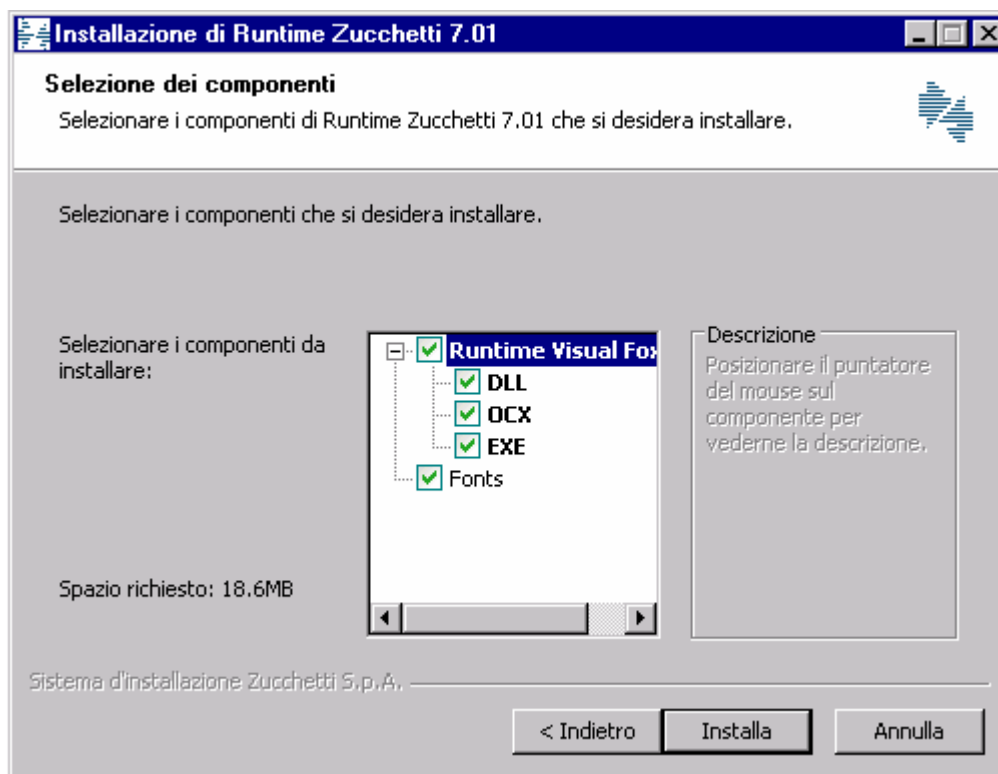 Installazione di Runtime Zucchetti 7.01
Selezione dei componenti
Selezionare i componenti di Runtime Zucchetti 7.01 che si desidera installare.
Selezionare i componenti che si desidera installare.
Selezionare i componenti da
installare:
Runtime Visual Fox
DLL
OCX
EXE
Fonts
Descrizione
Posizionare il puntatore
del mouse sul
componente per
vederne la descrizione.
Spazio richiesto: 18.6MB
Sistema d'installazione Zucchetti S.p.A.
< Indietro
Installa
Annulla